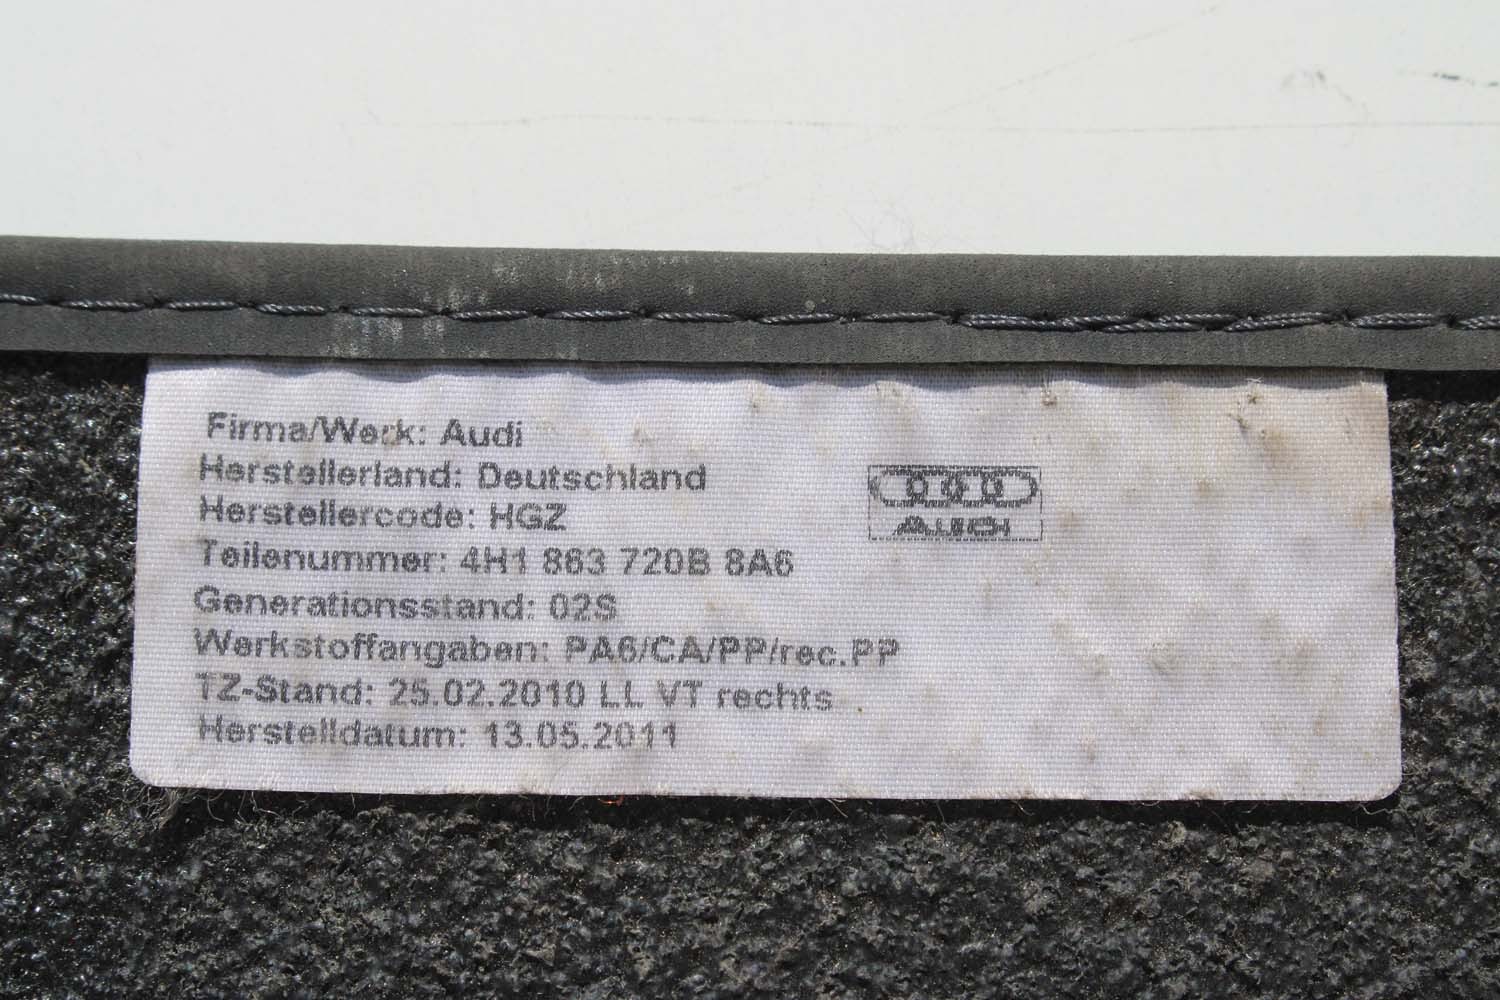 Firma/Werk: Audi
Herstellerland: Deutschland
Herstellercode: HGZ
Teilenummer: 4H1 863 720B 8A6
Generationsstand: 02S
Werkstoffangaben: PA6/CA/PP/rec.PP
TZ-Stand: 25.02.2010 LL VT rechts
Herstelldatum: 13.05.2011
Audi